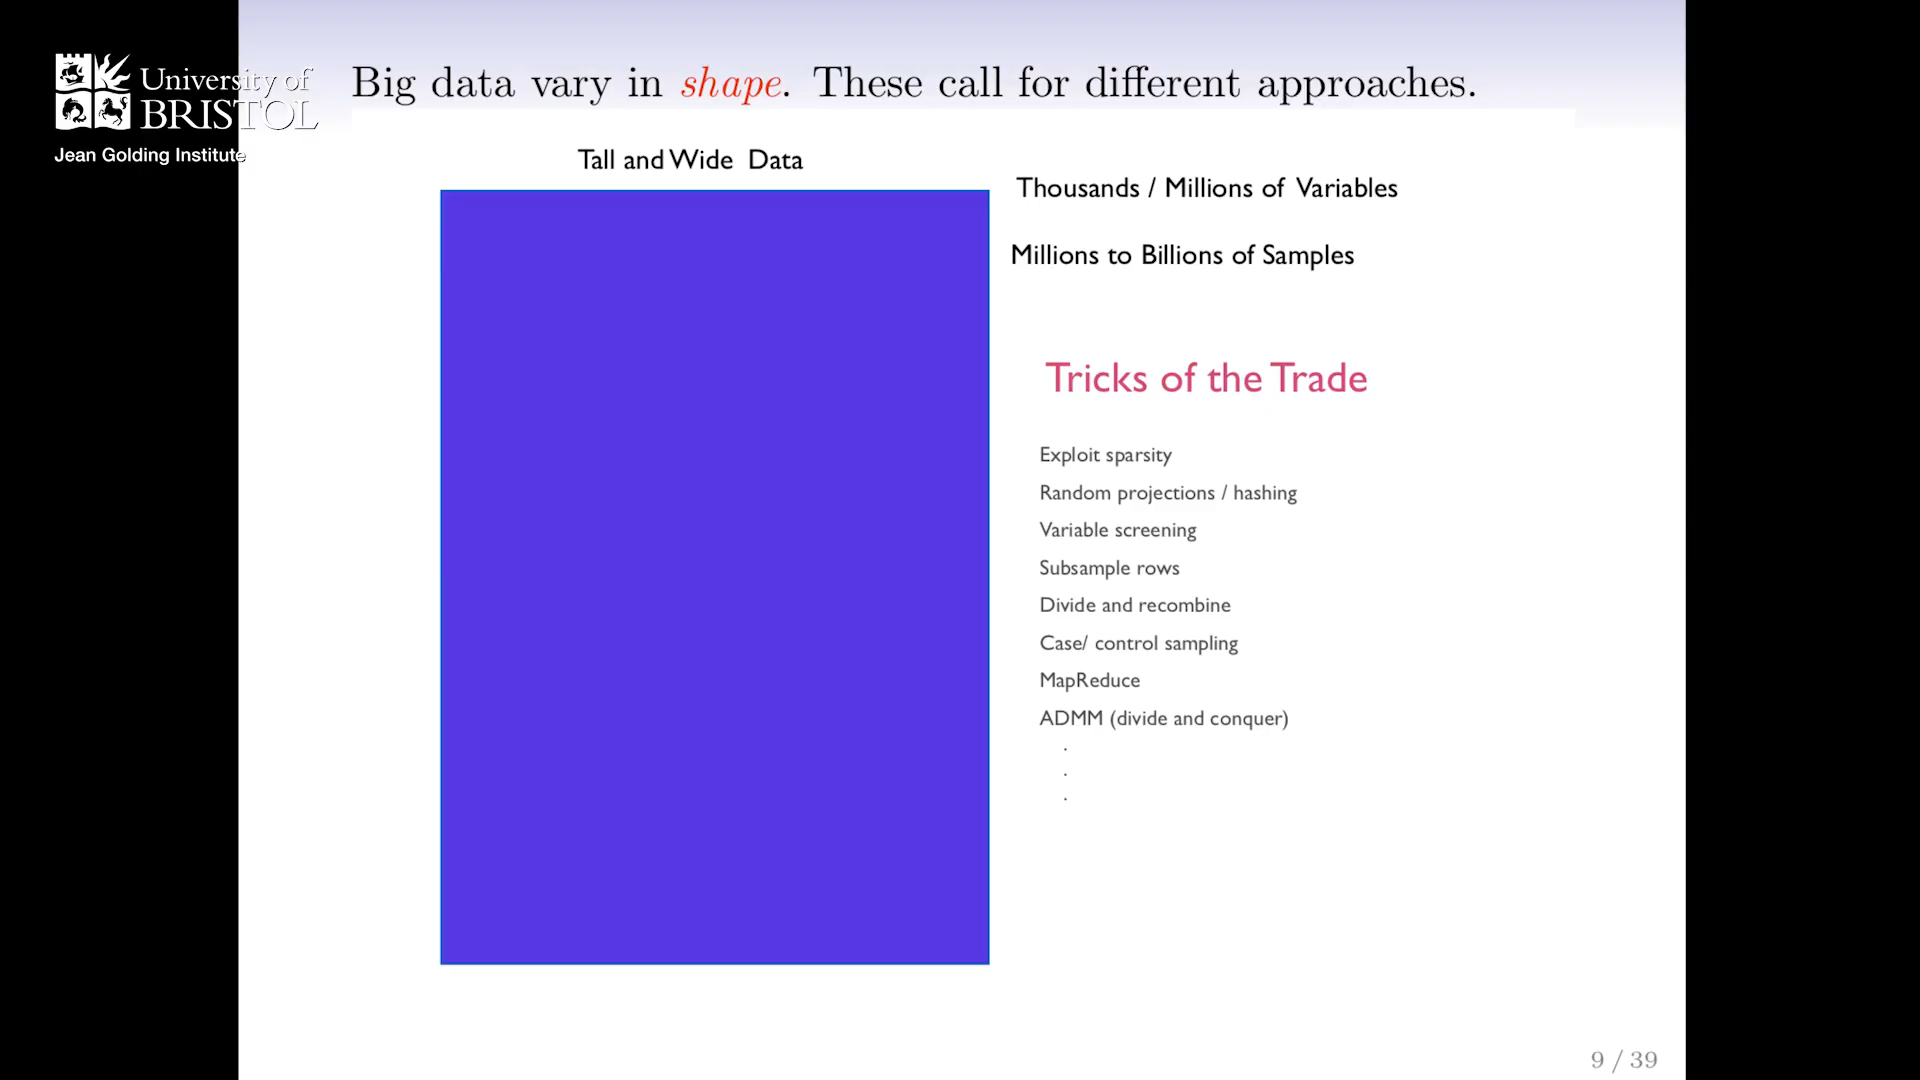 University of
BRISTOL
Jean Golding Institute
Big data vary in shape. These call for different approaches.
Tall and Wide Data
Thousands / Millions of Variables
Millions to Billions of Samples
Tricks of the Trade
Exploit sparsity
Random projections / hashing
Variable screening
Subsample rows
Divide and recombine
Case/ control sampling
MapReduce
ADMM (divide and conquer)
.
.
.
9 / 39